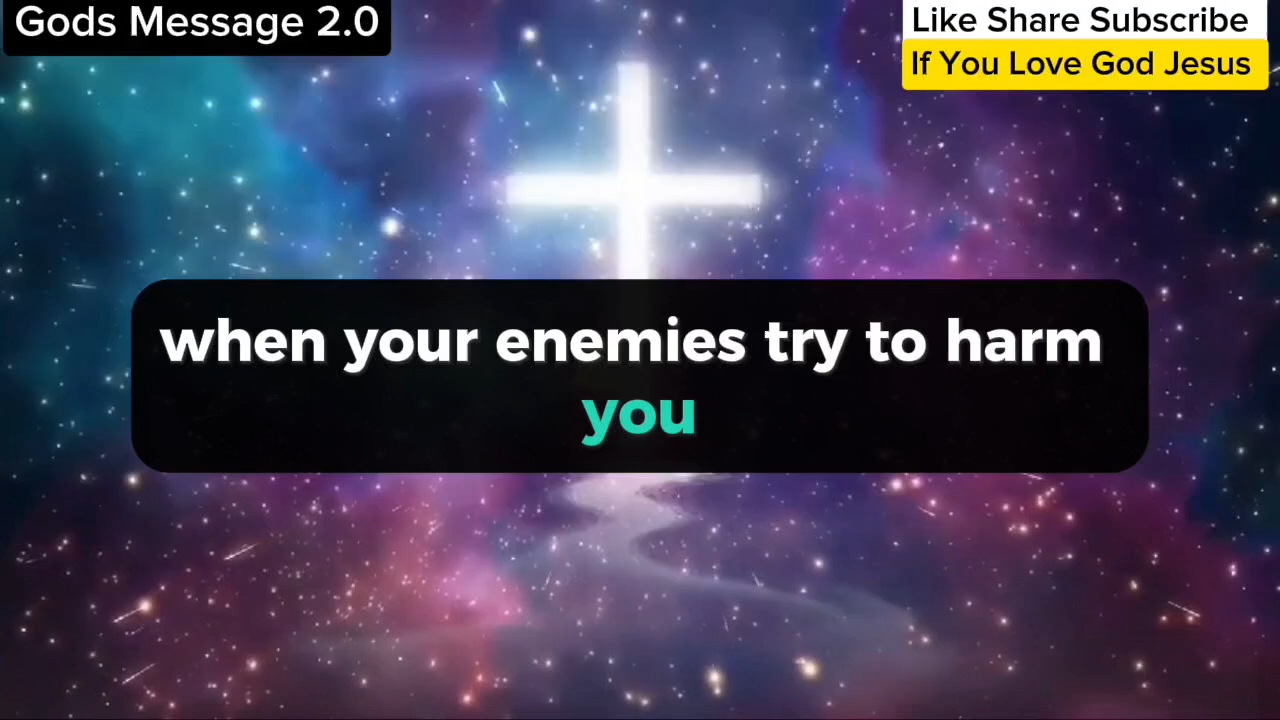 Gods Message 2.0
Like Share Subscribe
If You Love God Jesus
when your enemies try to harm
you